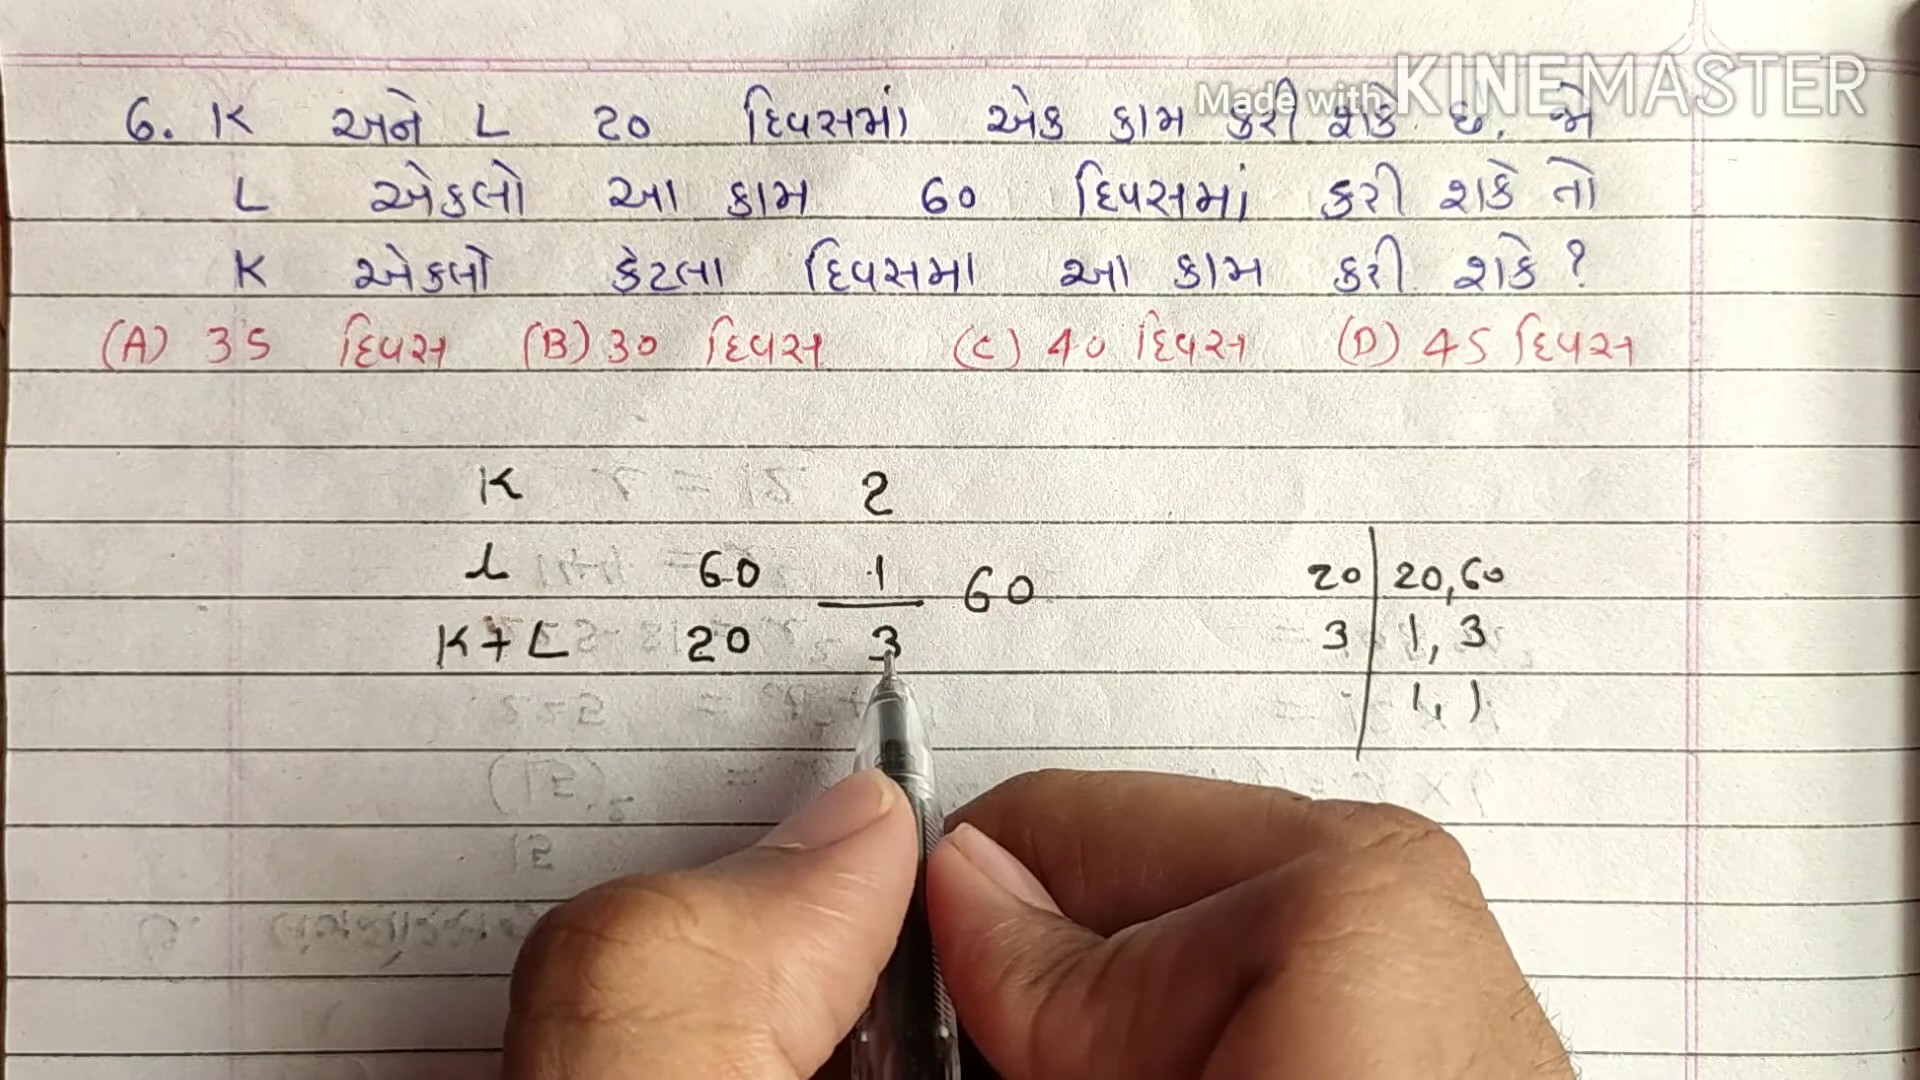 Made with KINEMASTER
6. K અને L 20 દિવસમાં એક કામ કરી શકે છે. જો
L એકલો આ કામ 60 દિવસમાં કરી શકે તો
K એકલો કેટલા દિવસમા આ કામ કરી શકે ?
(A) 35 દિવસ (B) 30 દિવસ (C) 40 દિવસ (D) 45 દિવસ
K 2
L 60 1 60
K+L 20 3
20 | 20, 60
3 | 1, 3
1, 1